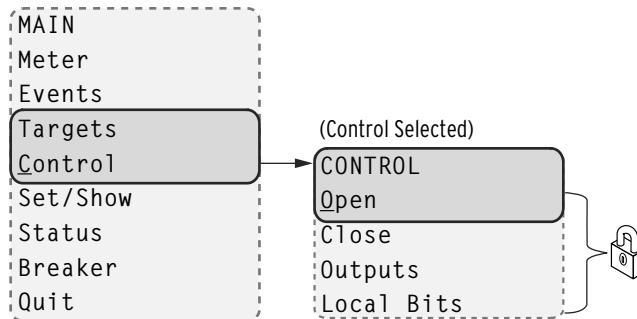 MAIN
Meter
Events
Targets
Control
Set/Show
Status
Breaker
Quit
(Control Selected)
CONTROL
Open
Close
Outputs
Local Bits